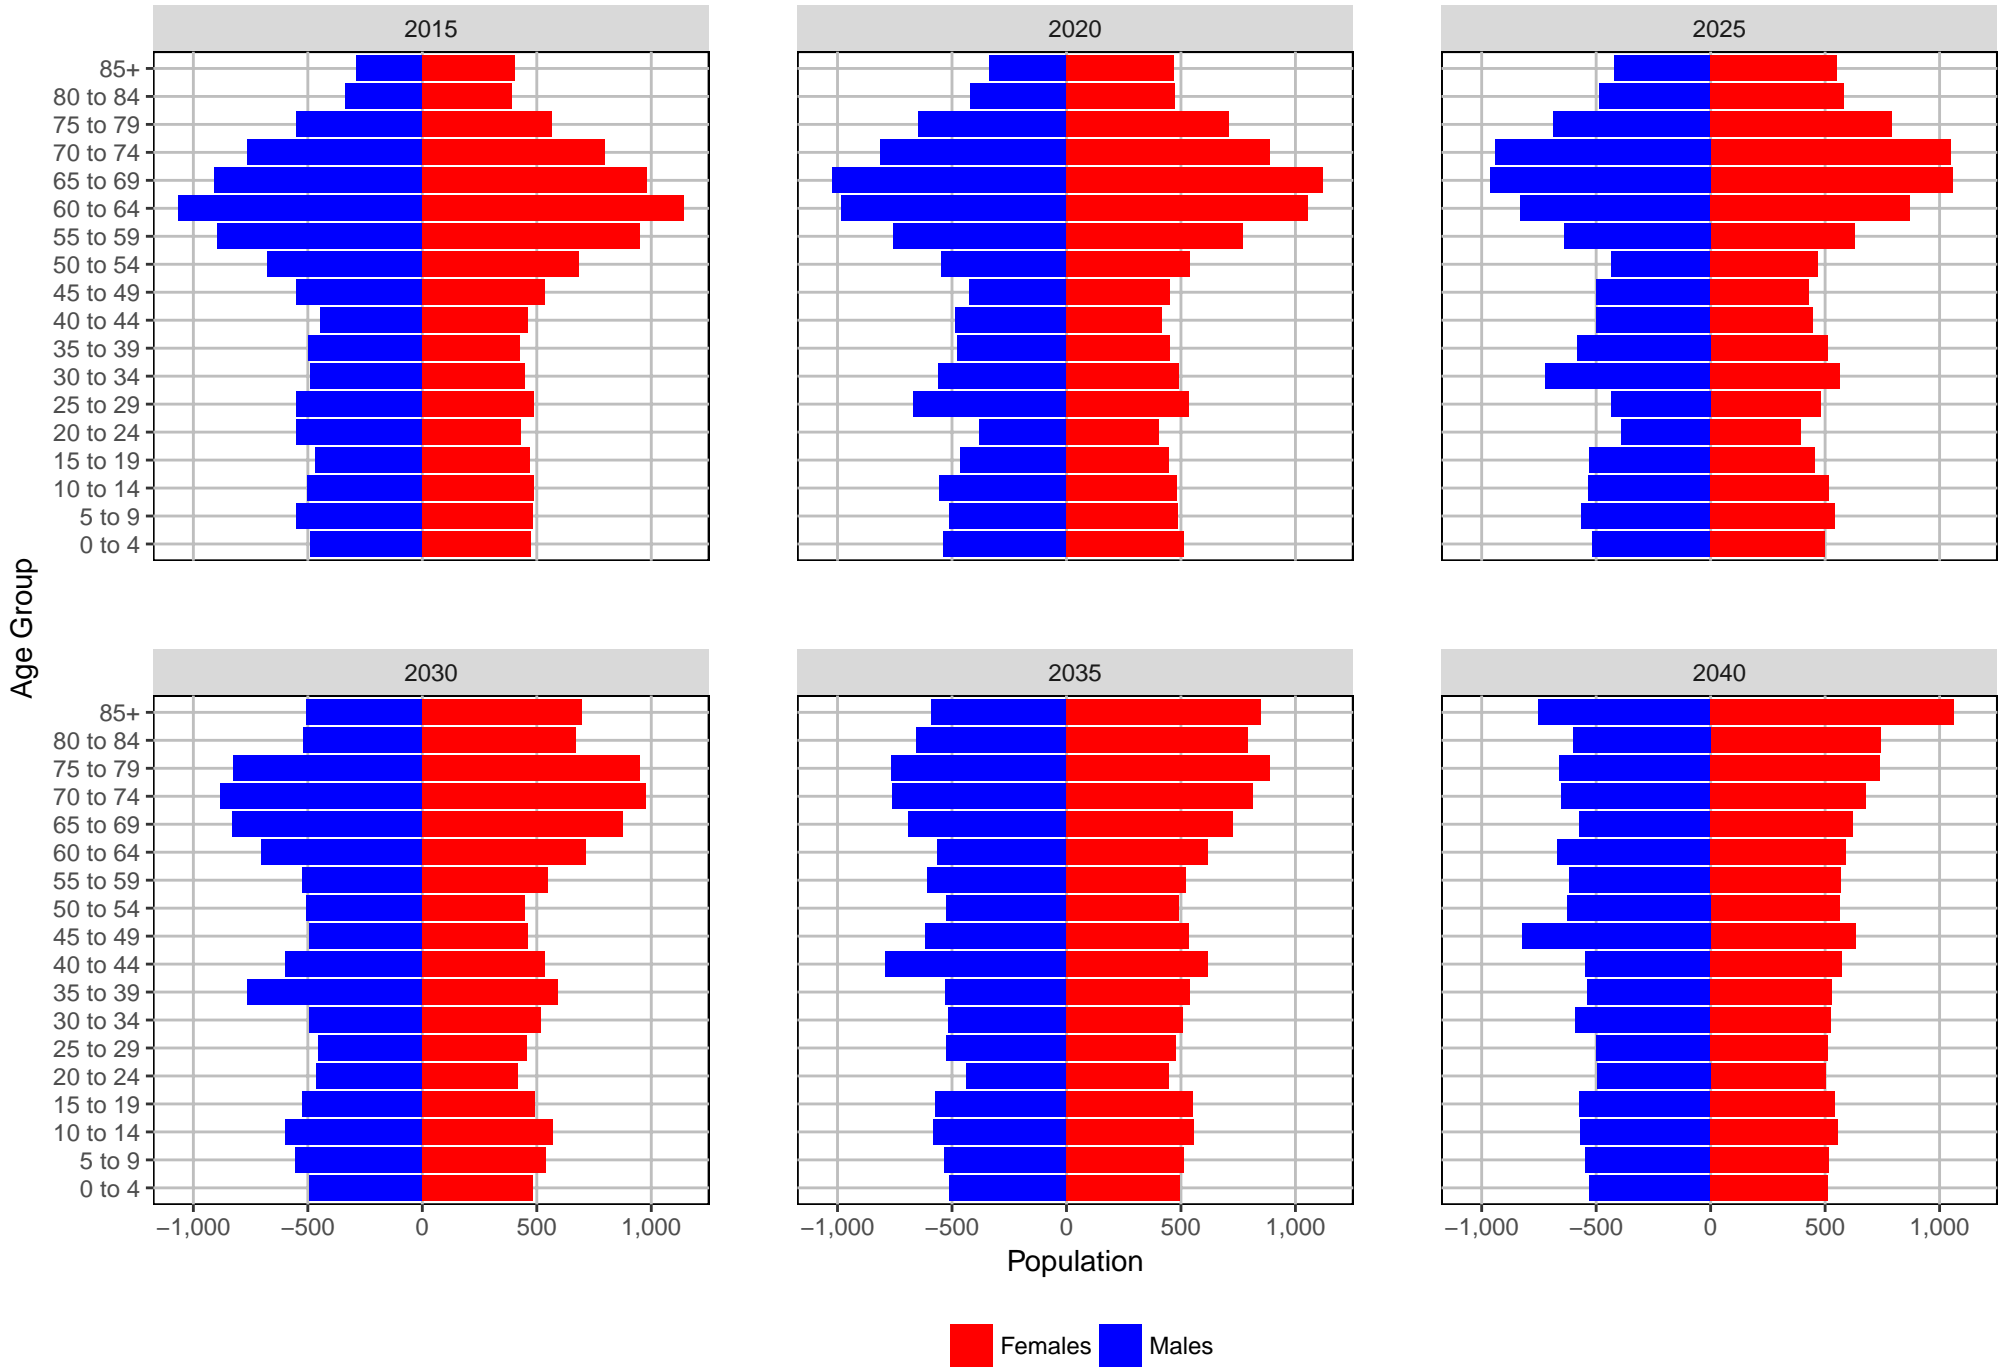 2015
2020
2025
85+
80 to 84
75 to 79
70 to 74
65 to 69
60 to 64
55 to 59
50 to 54
45 to 49
40 to 44
35 to 39
30 to 34
25 to 29
20 to 24
15 to 19
10 to 14
5 to 9
0 to 4
Age Group
2030
2035
2040
85+
80 to 84
75 to 79
70 to 74
65 to 69
60 to 64
55 to 59
50 to 54
45 to 49
40 to 44
35 to 39
30 to 34
25 to 29
20 to 24
15 to 19
10 to 14
5 to 9
0 to 4
−1,000 −500 0 500 1,000
−1,000 −500 0 500 1,000
−1,000 −500 0 500 1,000
Population
Females Males